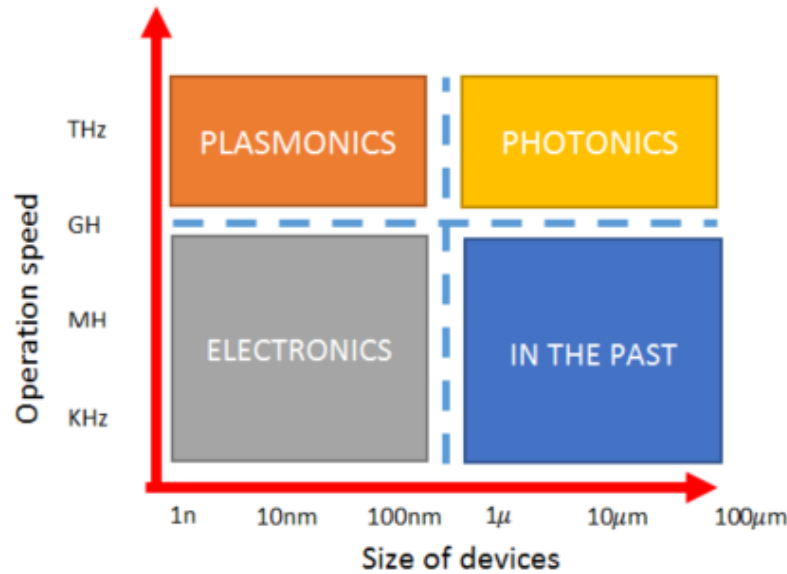 THz
PLASMONICS
PHOTONICS
GH
Operation speed
MH
ELECTRONICS
IN THE PAST
KHz
1n 10nm 100nm 1μ 10μm 100μm
Size of devices